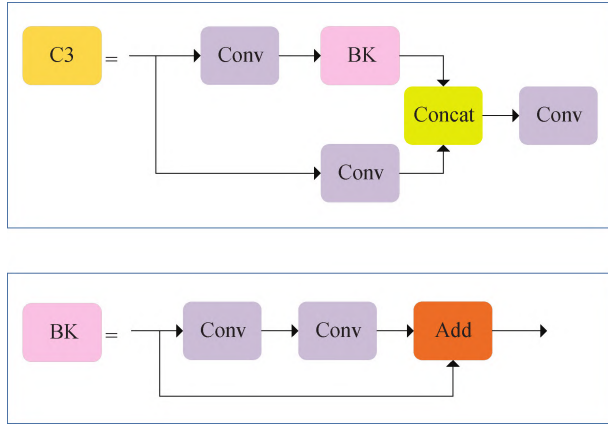 C3 = Conv BK
Concat Conv
Conv
BK = Conv Conv Add